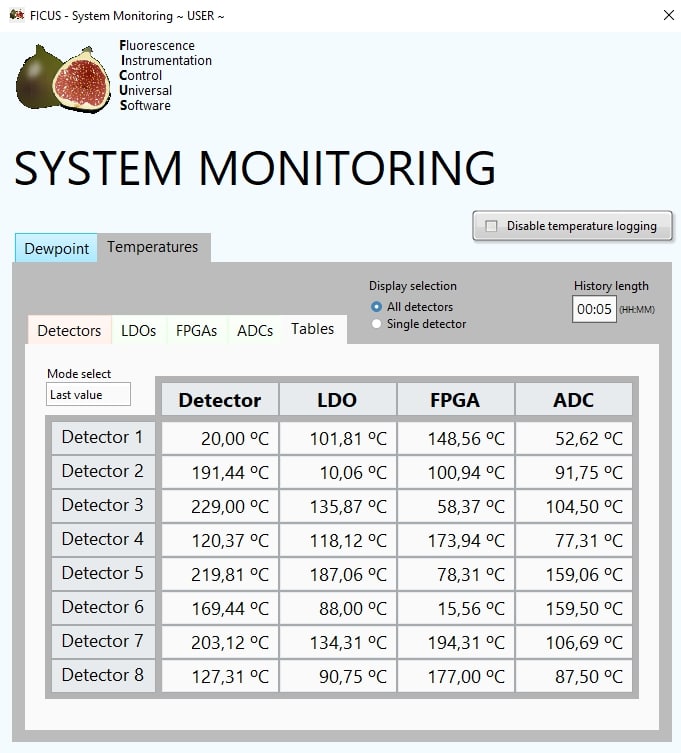 FICUS - System Monitoring ~ USER ~
Fluorescence
Instrumentation
Control
Universal
Software
SYSTEM MONITORING
Disable temperature logging
Dewpoint Temperatures
Display selection
All detectors
Single detector
History length
00:05 (HH:MM)
Detectors LDOs FPGAs ADCs Tables
Mode select
Last value
Detector LDO FPGA ADC
Detector 1 20,00 ºC 101,81 ºC 148,56 ºC 52,62 ºC
Detector 2 191,44 ºC 10,06 ºC 100,94 ºC 91,75 ºC
Detector 3 229,00 ºC 135,87 ºC 58,37 ºC 104,50 ºC
Detector 4 120,37 ºC 118,12 ºC 173,94 ºC 77,31 ºC
Detector 5 219,81 ºC 187,06 ºC 78,31 ºC 159,06 ºC
Detector 6 169,44 ºC 88,00 ºC 15,56 ºC 159,50 ºC
Detector 7 203,12 ºC 134,31 ºC 194,31 ºC 106,69 ºC
Detector 8 127,31 ºC 90,75 ºC 177,00 ºC 87,50 ºC